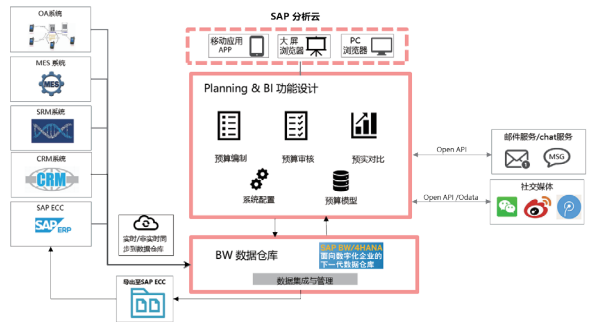 SAP 分析云
OA系统
移动应用
APP
大 屏
浏览器
PC
浏览器
MES 系统
MES
Planning & BI 功能设计
SRM系统
预算编制
预算审核
预实对比
Open API
邮件服务/chat服务
1
MSG
CRM系统
CRM
系统配置
预算模型
Open API /Odata
社交媒体
SAP ECC
SAP ERP
实时/非实时同
步到数据仓库
BW 数据仓库
SAP BW/4HANA
面向数字化企业的
下一代数据仓库
数据集成与管理
导出至SAP ECC